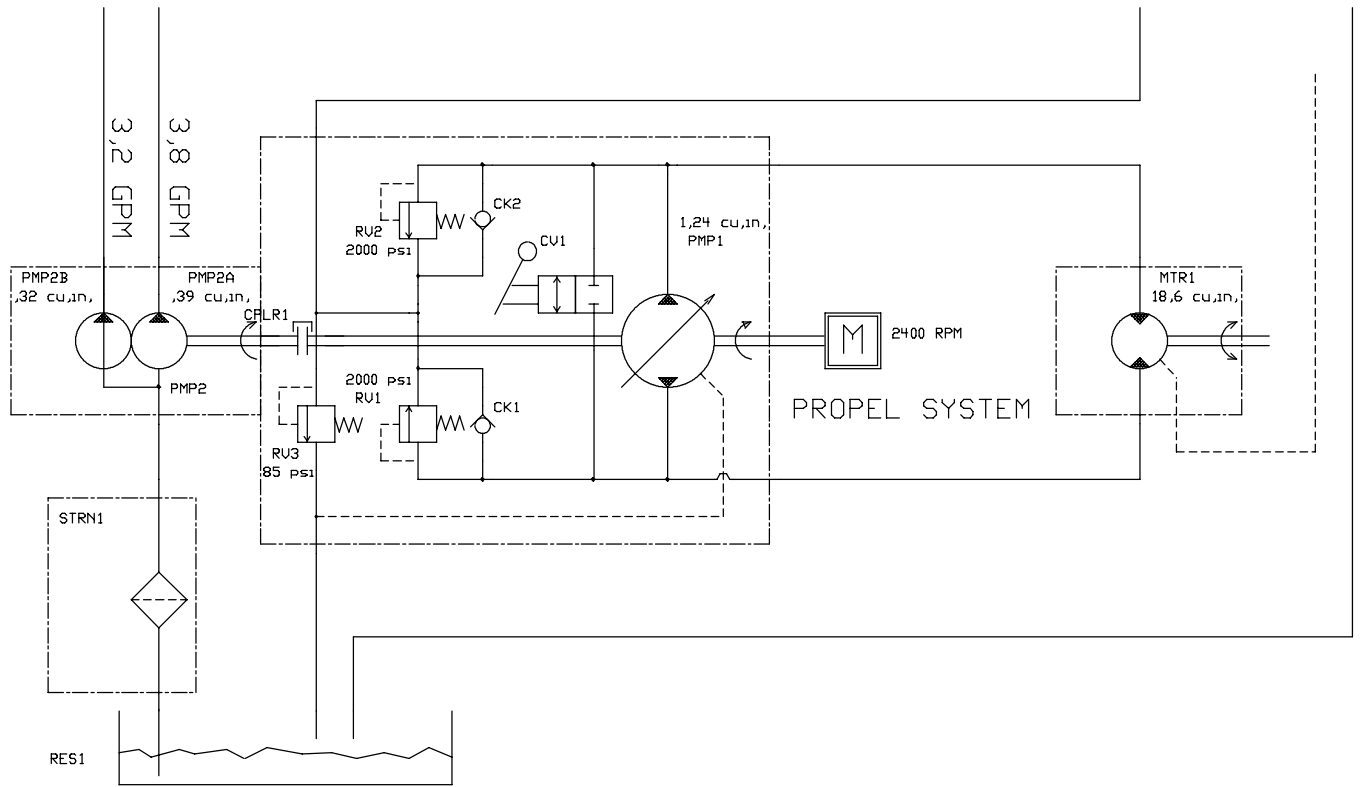 3,2 GPM
3,8 GPM
PMP2B
,32 cu,in,
PMP2A
,39 cu,in,
CPLR1
PMP2
RV2
2000 psi
CK2
CV1
1,24 cu,in,
PMP1
M
2400 RPM
MTR1
18,6 cu,in,
2000 psi
RV1
CK1
RV3
85 psi
PROPEL SYSTEM
STRN1
RES1